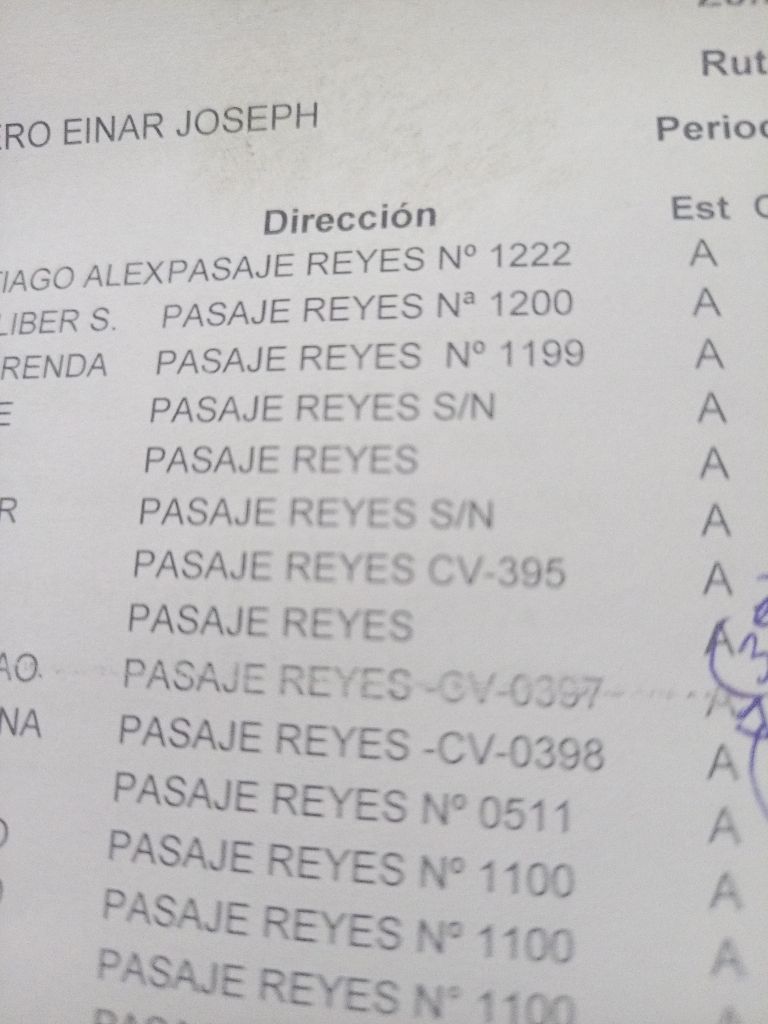 Rut
ERO EINAR JOSEPH
Perioc
Dirección Est
TIAGO ALEXPASAJE REYES Nº 1222 A
LIBER S. PASAJE REYES Nª 1200 A
RENDA PASAJE REYES Nº 1199 A
E PASAJE REYES S/N A
PASAJE REYES A
R PASAJE REYES S/N A
PASAJE REYES CV-395 A
PASAJE REYES A
AO. PASAJE REYES -CV-0397 A
NA PASAJE REYES -CV-0398 A
PASAJE REYES Nº 0511 A
O PASAJE REYES Nº 1100 A
PASAJE REYES Nº 1100 A
PASAJE REYES Nº 1100